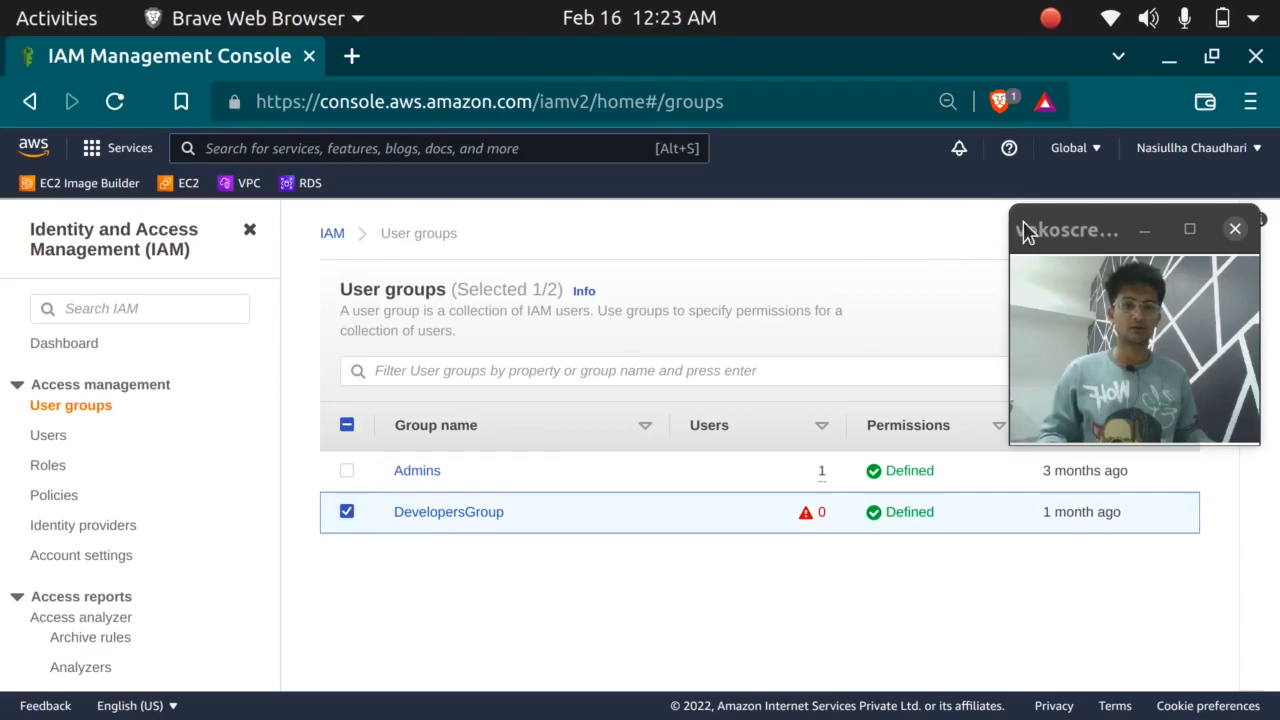 Activities
Brave Web Browser
Feb 16 12:23 AM
IAM Management Console
https://console.aws.amazon.com/iamv2/home#/groups
1
aws
Services
Search for services, features, blogs, docs, and more
[Alt+S]
Global
Nasiullha Chaudhari
EC2 Image Builder
EC2
VPC
RDS
Identity and Access
Management (IAM)
Search IAM
Dashboard
Access management
User groups
Users
Roles
Policies
Identity providers
Account settings
Access reports
Access analyzer
Archive rules
Analyzers
IAM
User groups
User groups (Selected 1/2) Info
A user group is a collection of IAM users. Use groups to specify permissions for a
collection of users.
Filter User groups by property or group name and press enter
Group name Users Permissions
Admins 1 Defined 3 months ago
DevelopersGroup 0 Defined 1 month ago
Feedback
English (US)
© 2022, Amazon Internet Services Private Ltd. or its affiliates.
Privacy
Terms
Cookie preferences